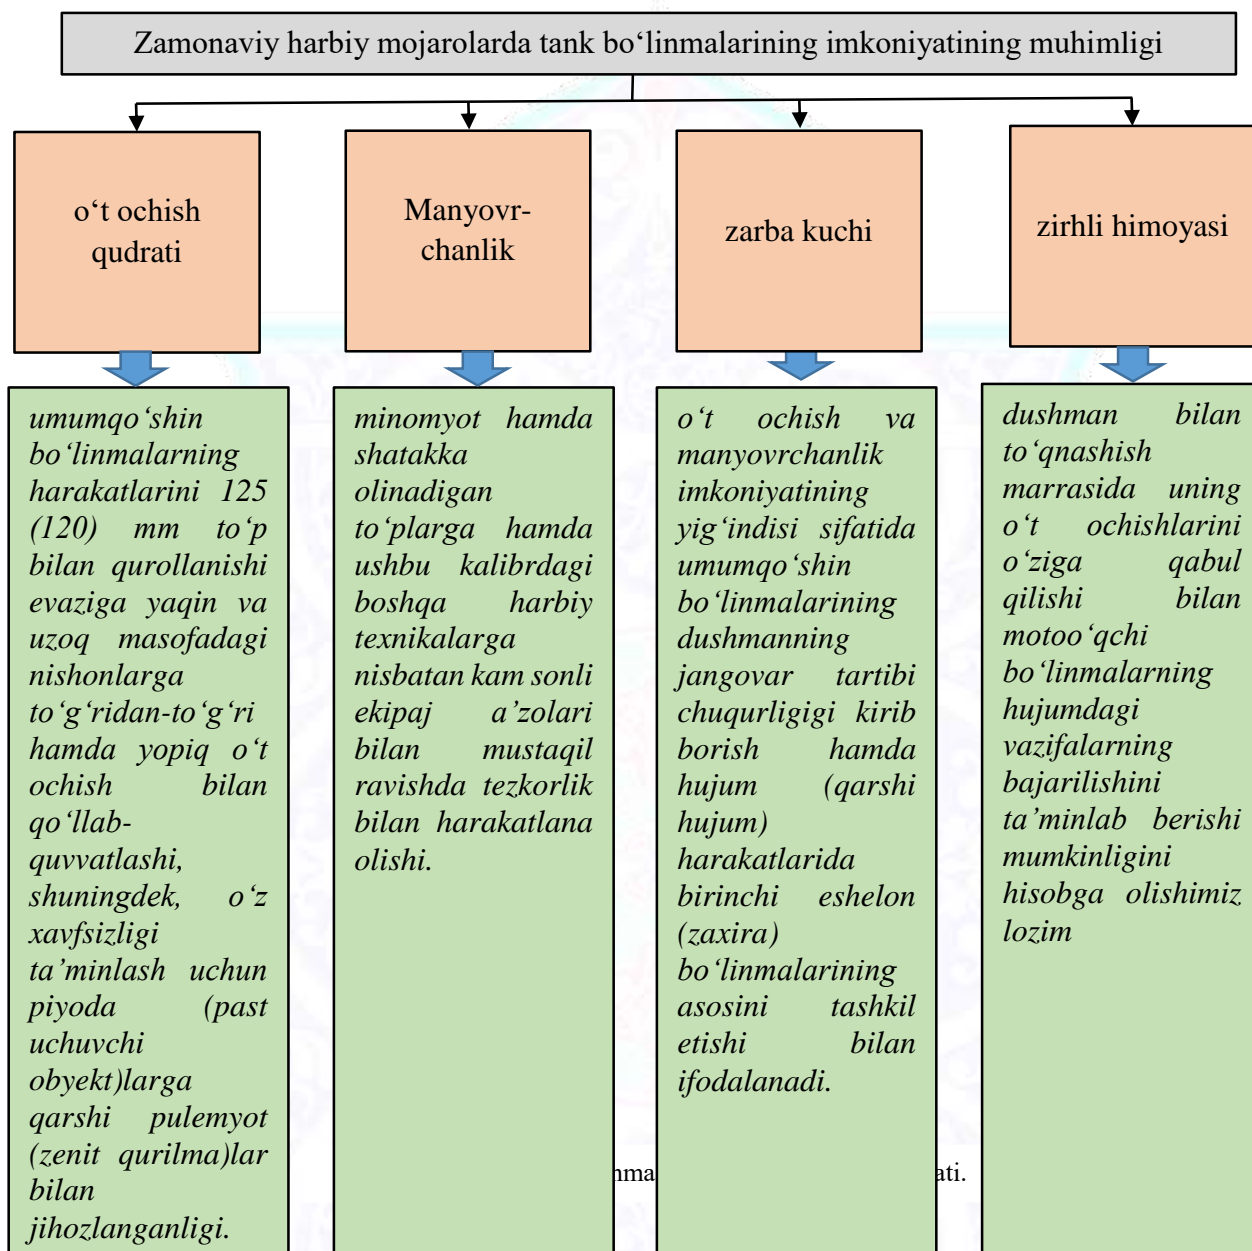 Zamonaviy harbiy mojarolarda tank bo‘linmalarining imkoniyatining muhimligi
o‘t ochish
qudrati
Manyovr-
chanlik
zarba kuchi
zirhli himoyasi
umumqo‘shin
bo‘linmalarning
harakatlarini 125
(120) mm to‘p
bilan qurollanishi
evaziga yaqin va
uzoq masofadagi
nishonlarga
to‘g‘ridan-to‘g‘ri
hamda yopiq o‘t
ochish bilan
qo‘llab-
quvvatlashi,
shuningdek, o‘z
xavfsizligi
ta’minlash uchun
piyoda (past
uchuvchi
obyekt)larga
qarshi pulemyot
(zenit qurilma)lar
bilan
jihozlanganligi.
minomyot hamda
shatakka
olinadigan
to‘plarga hamda
ushbu kalibrdagi
boshqa harbiy
texnikalarga
nisbatan kam sonli
ekipaj a’zolari
bilan mustaqil
ravishda tezkorlik
bilan harakatlana
olishi.
o‘t ochish va
manyovrchanlik
imkoniyatining
yig‘indisi sifatida
umumqo‘shin
bo‘linmalarining
dushmanning
jangovar tartibi
chuqurligigi kirib
borish hamda
hujum (qarshi
hujum)
harakatlarida
birinchi eshelon
(zaxira)
bo‘linmalarining
asosini tashkil
etishi bilan
ifodalanadi.
dushman bilan
to‘qnashish
marrasida uning
o‘t ochishlarini
o‘ziga qabul
qilishi bilan
motoo‘qchi
bo‘linmalarning
hujumdagi
vazifalarning
bajarilishini
ta’minlab berishi
mumkinligini
hisobga olishimiz
lozim
ati.